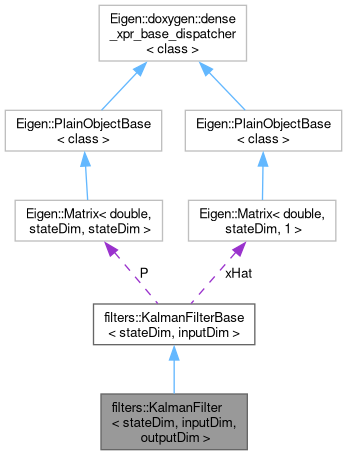 Eigen::doxygen::dense
_xpr_base_dispatcher
< class >
Eigen::PlainObjectBase
< class >
Eigen::PlainObjectBase
< class >
Eigen::Matrix< double,
stateDim, stateDim >
Eigen::Matrix< double,
stateDim, 1 >
P
xHat
filters::KalmanFilterBase
< stateDim, inputDim >
filters::KalmanFilter
< stateDim, inputDim,
outputDim >